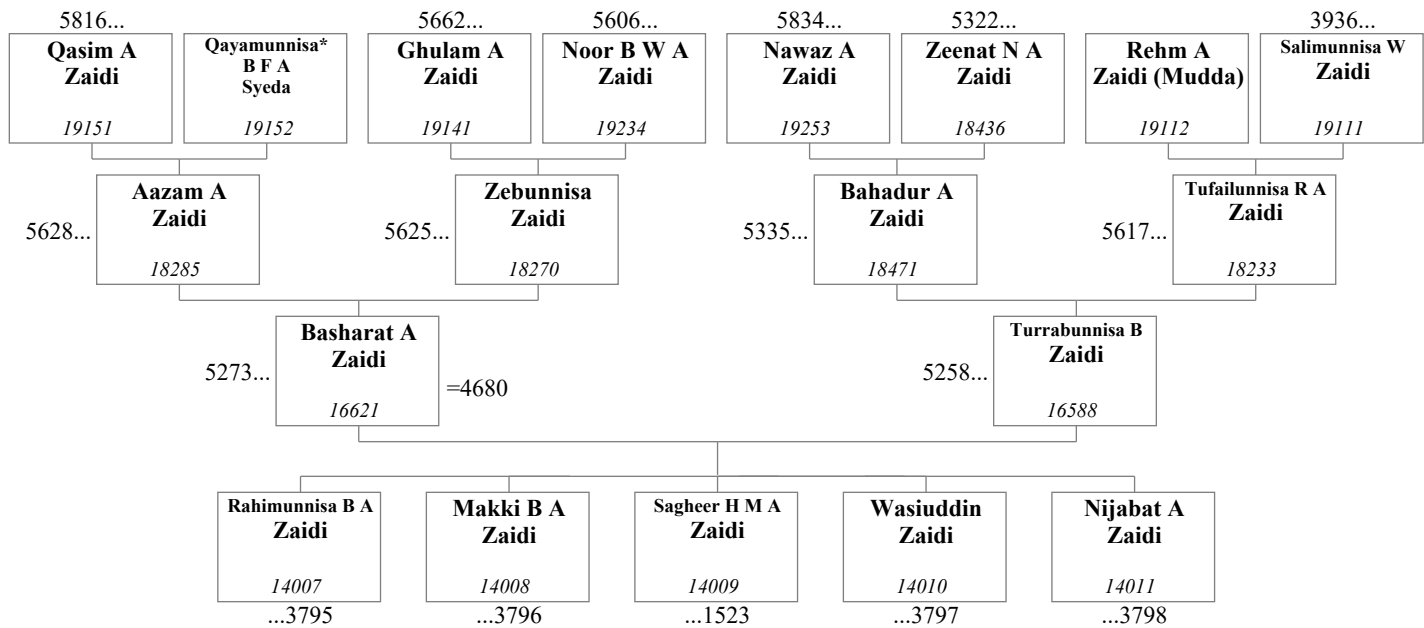 5816...
5662...
5606...
5834...
5322...
3936...
Qasim A
Zaidi
19151
Qayamunnisa*
B F A
Syeda
19152
Ghulam A
Zaidi
19141
Noor B W A
Zaidi
19234
Nawaz A
Zaidi
19253
Zeenat N A
Zaidi
18436
Rehm A
Zaidi (Mudda)
19112
Salimunnisa W
Zaidi
19111
5628...
Aazam A
Zaidi
18285
5625...
Zebunnisa
Zaidi
18270
5335...
Bahadur A
Zaidi
18471
5617...
Tufailunnisa R A
Zaidi
18233
5273...
Basharat A
Zaidi
16621
=4680
5258...
Turrabunnisa B
Zaidi
16588
Rahimunnisa B A
Zaidi
14007
...3795
Makki B A
Zaidi
14008
...3796
Sagheer H M A
Zaidi
14009
...1523
Wasiuddin
Zaidi
14010
...3797
Nijabat A
Zaidi
14011
...3798